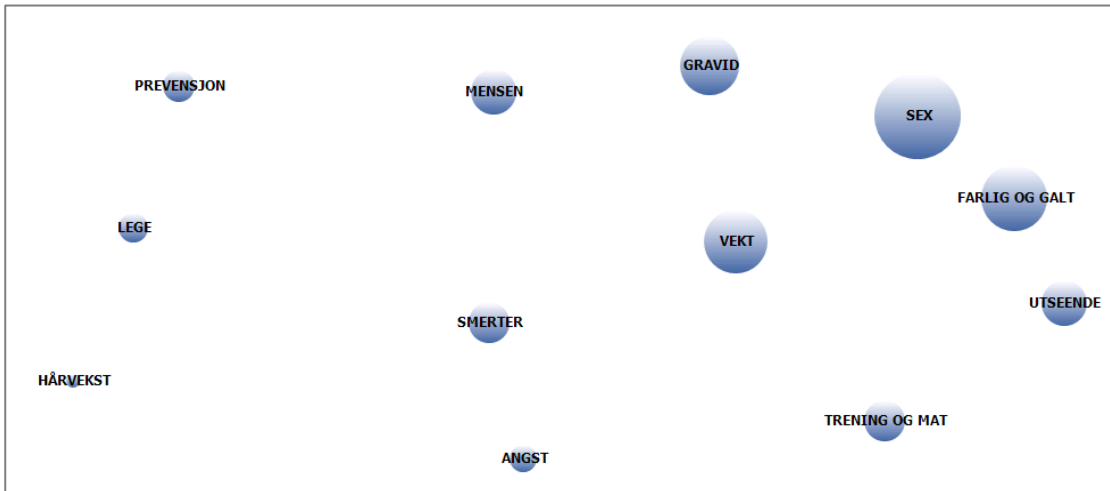 GRAVID
PREVENSJON
MENSEN
SEX
FARLIG OG GALT
LEGE
VEKT
UTSEENDE
SMERTER
HÅRVEKST
TRENING OG MAT
ANGST